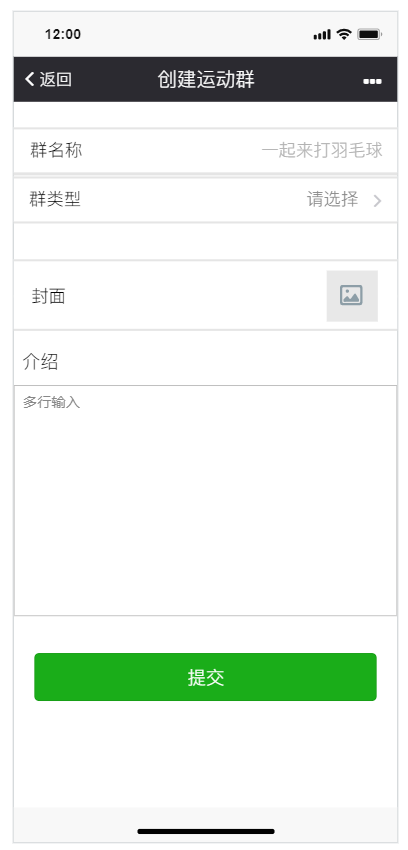 12:00
返回 创建运动群
群名称 一起来打羽毛球
群类型 请选择
封面
介绍
多行输入
提交